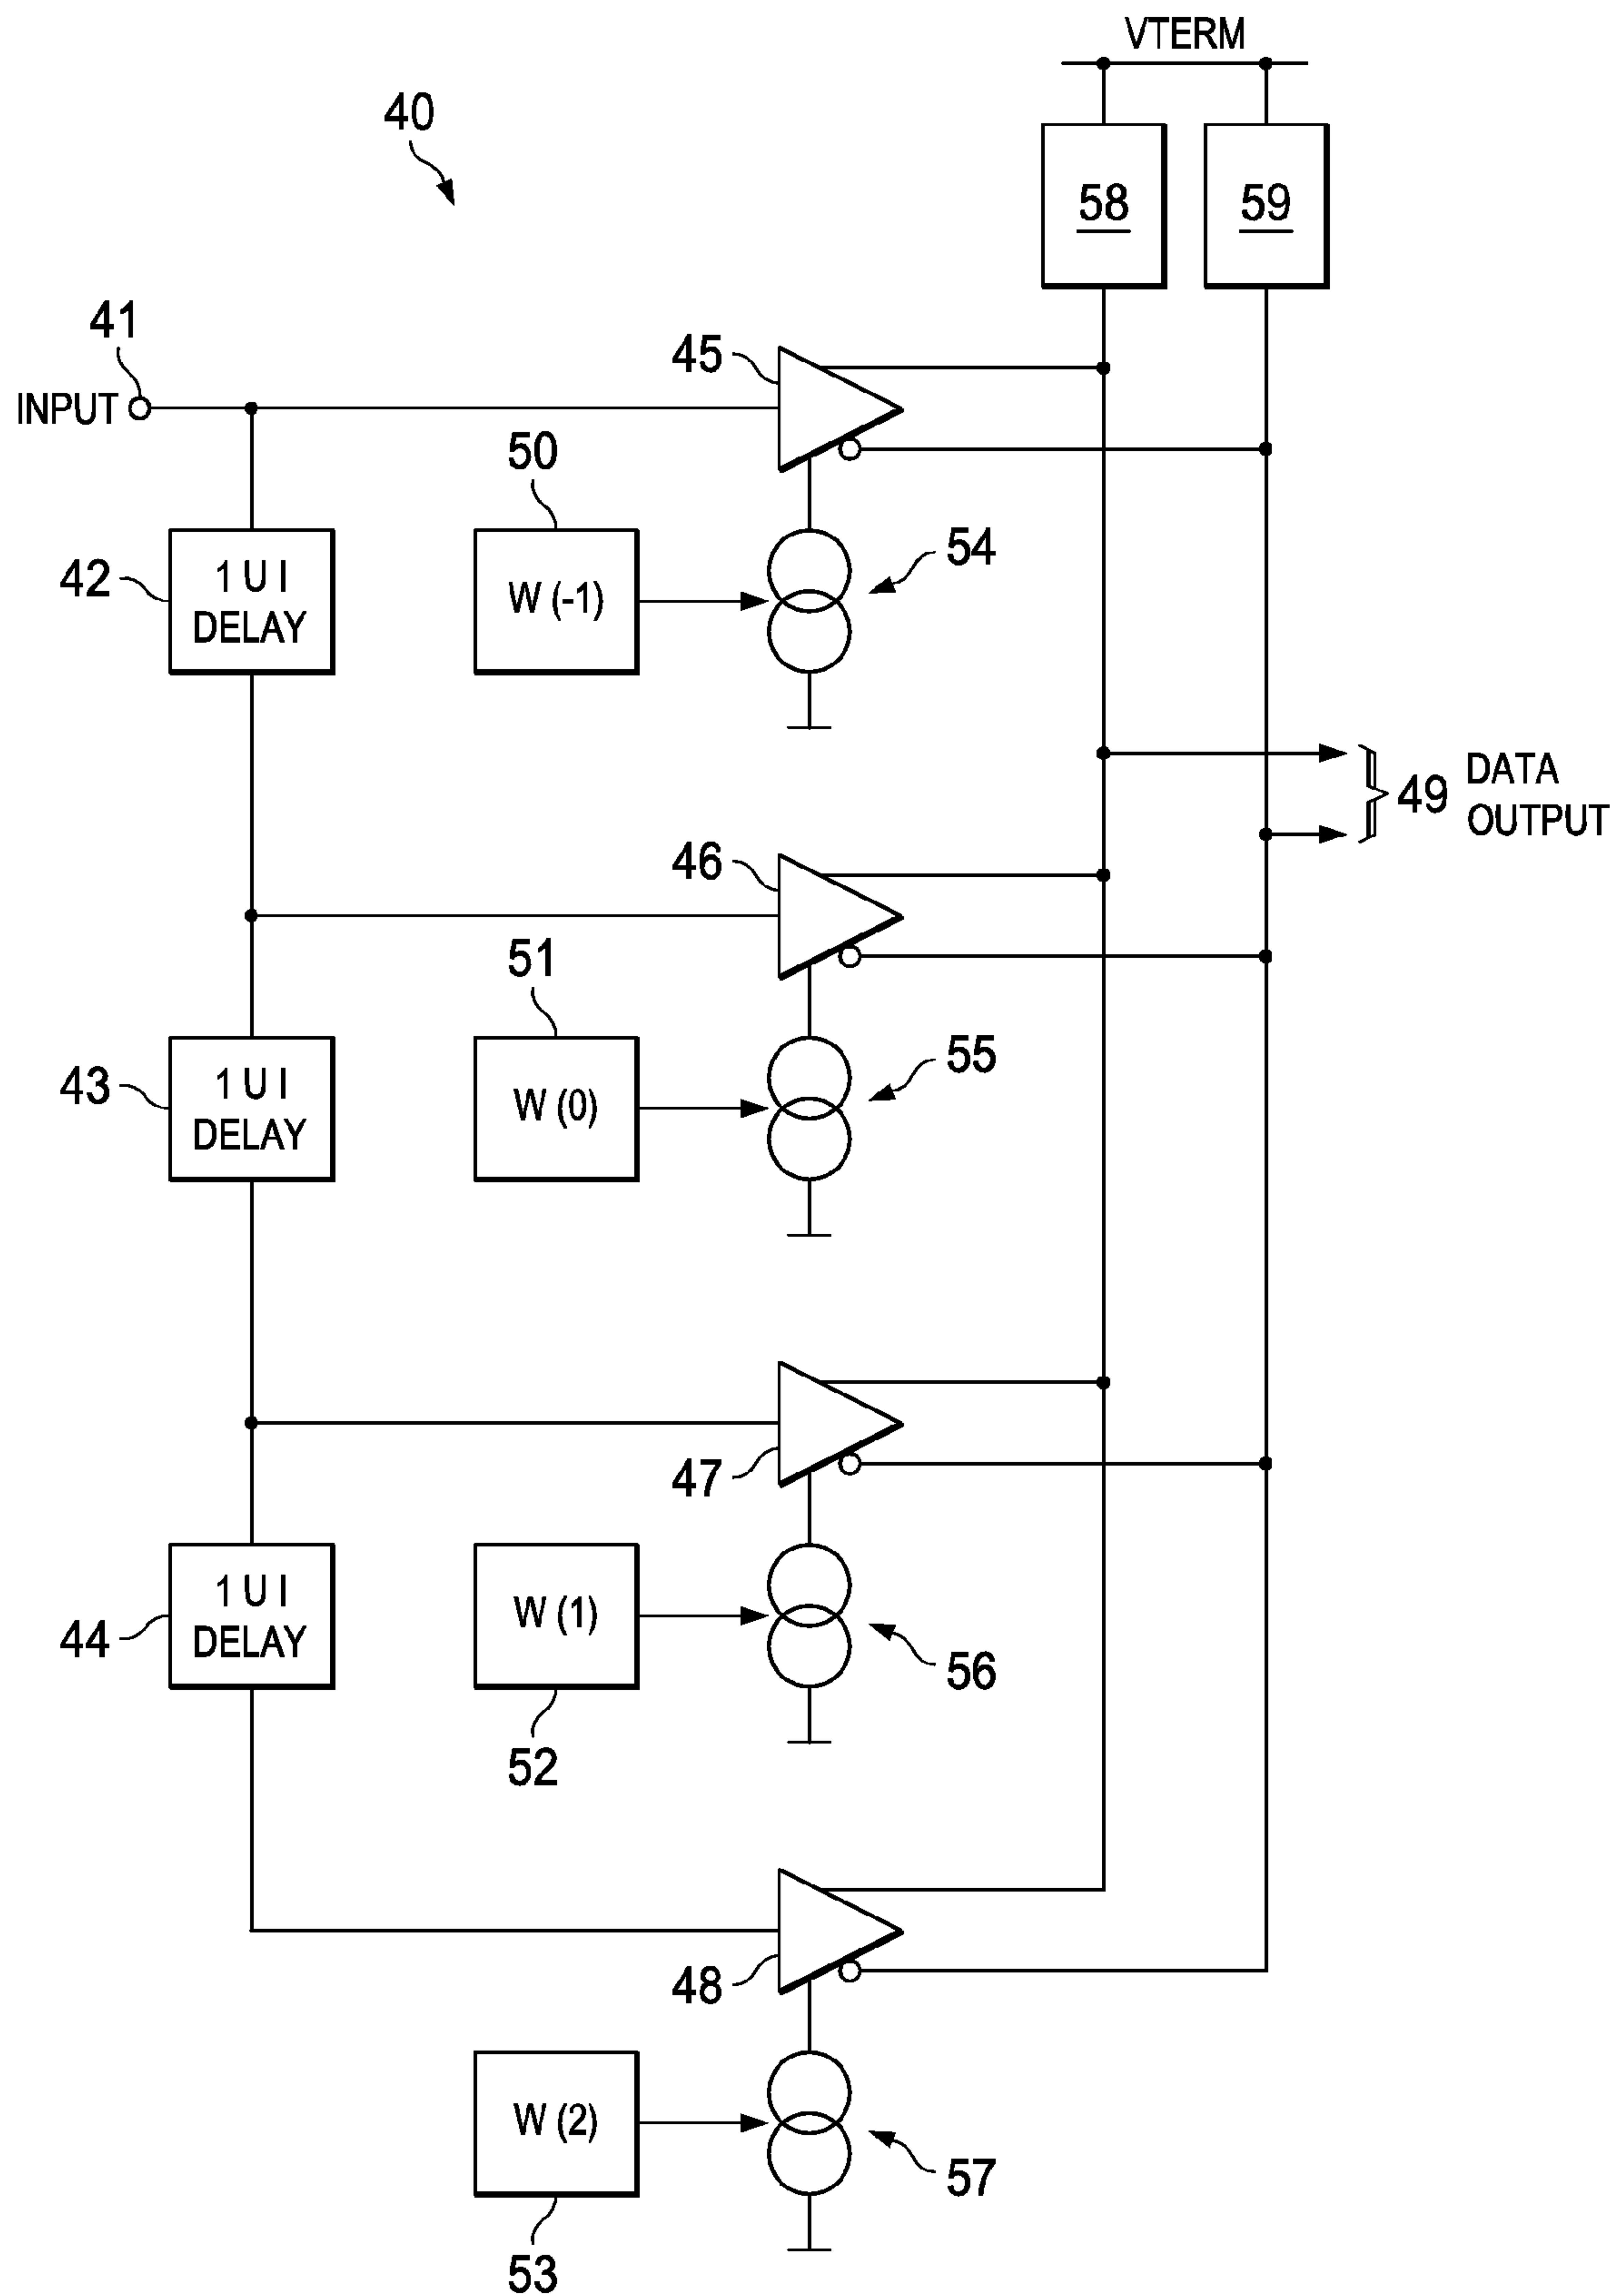 VTERM
40
58
59
41
INPUT
45
50
42
1 U I
DELAY
W (-1)
54
49
DATA
OUTPUT
46
51
43
1 U I
DELAY
W (0)
55
47
44
1 U I
DELAY
W (1)
56
52
48
W (2)
57
53